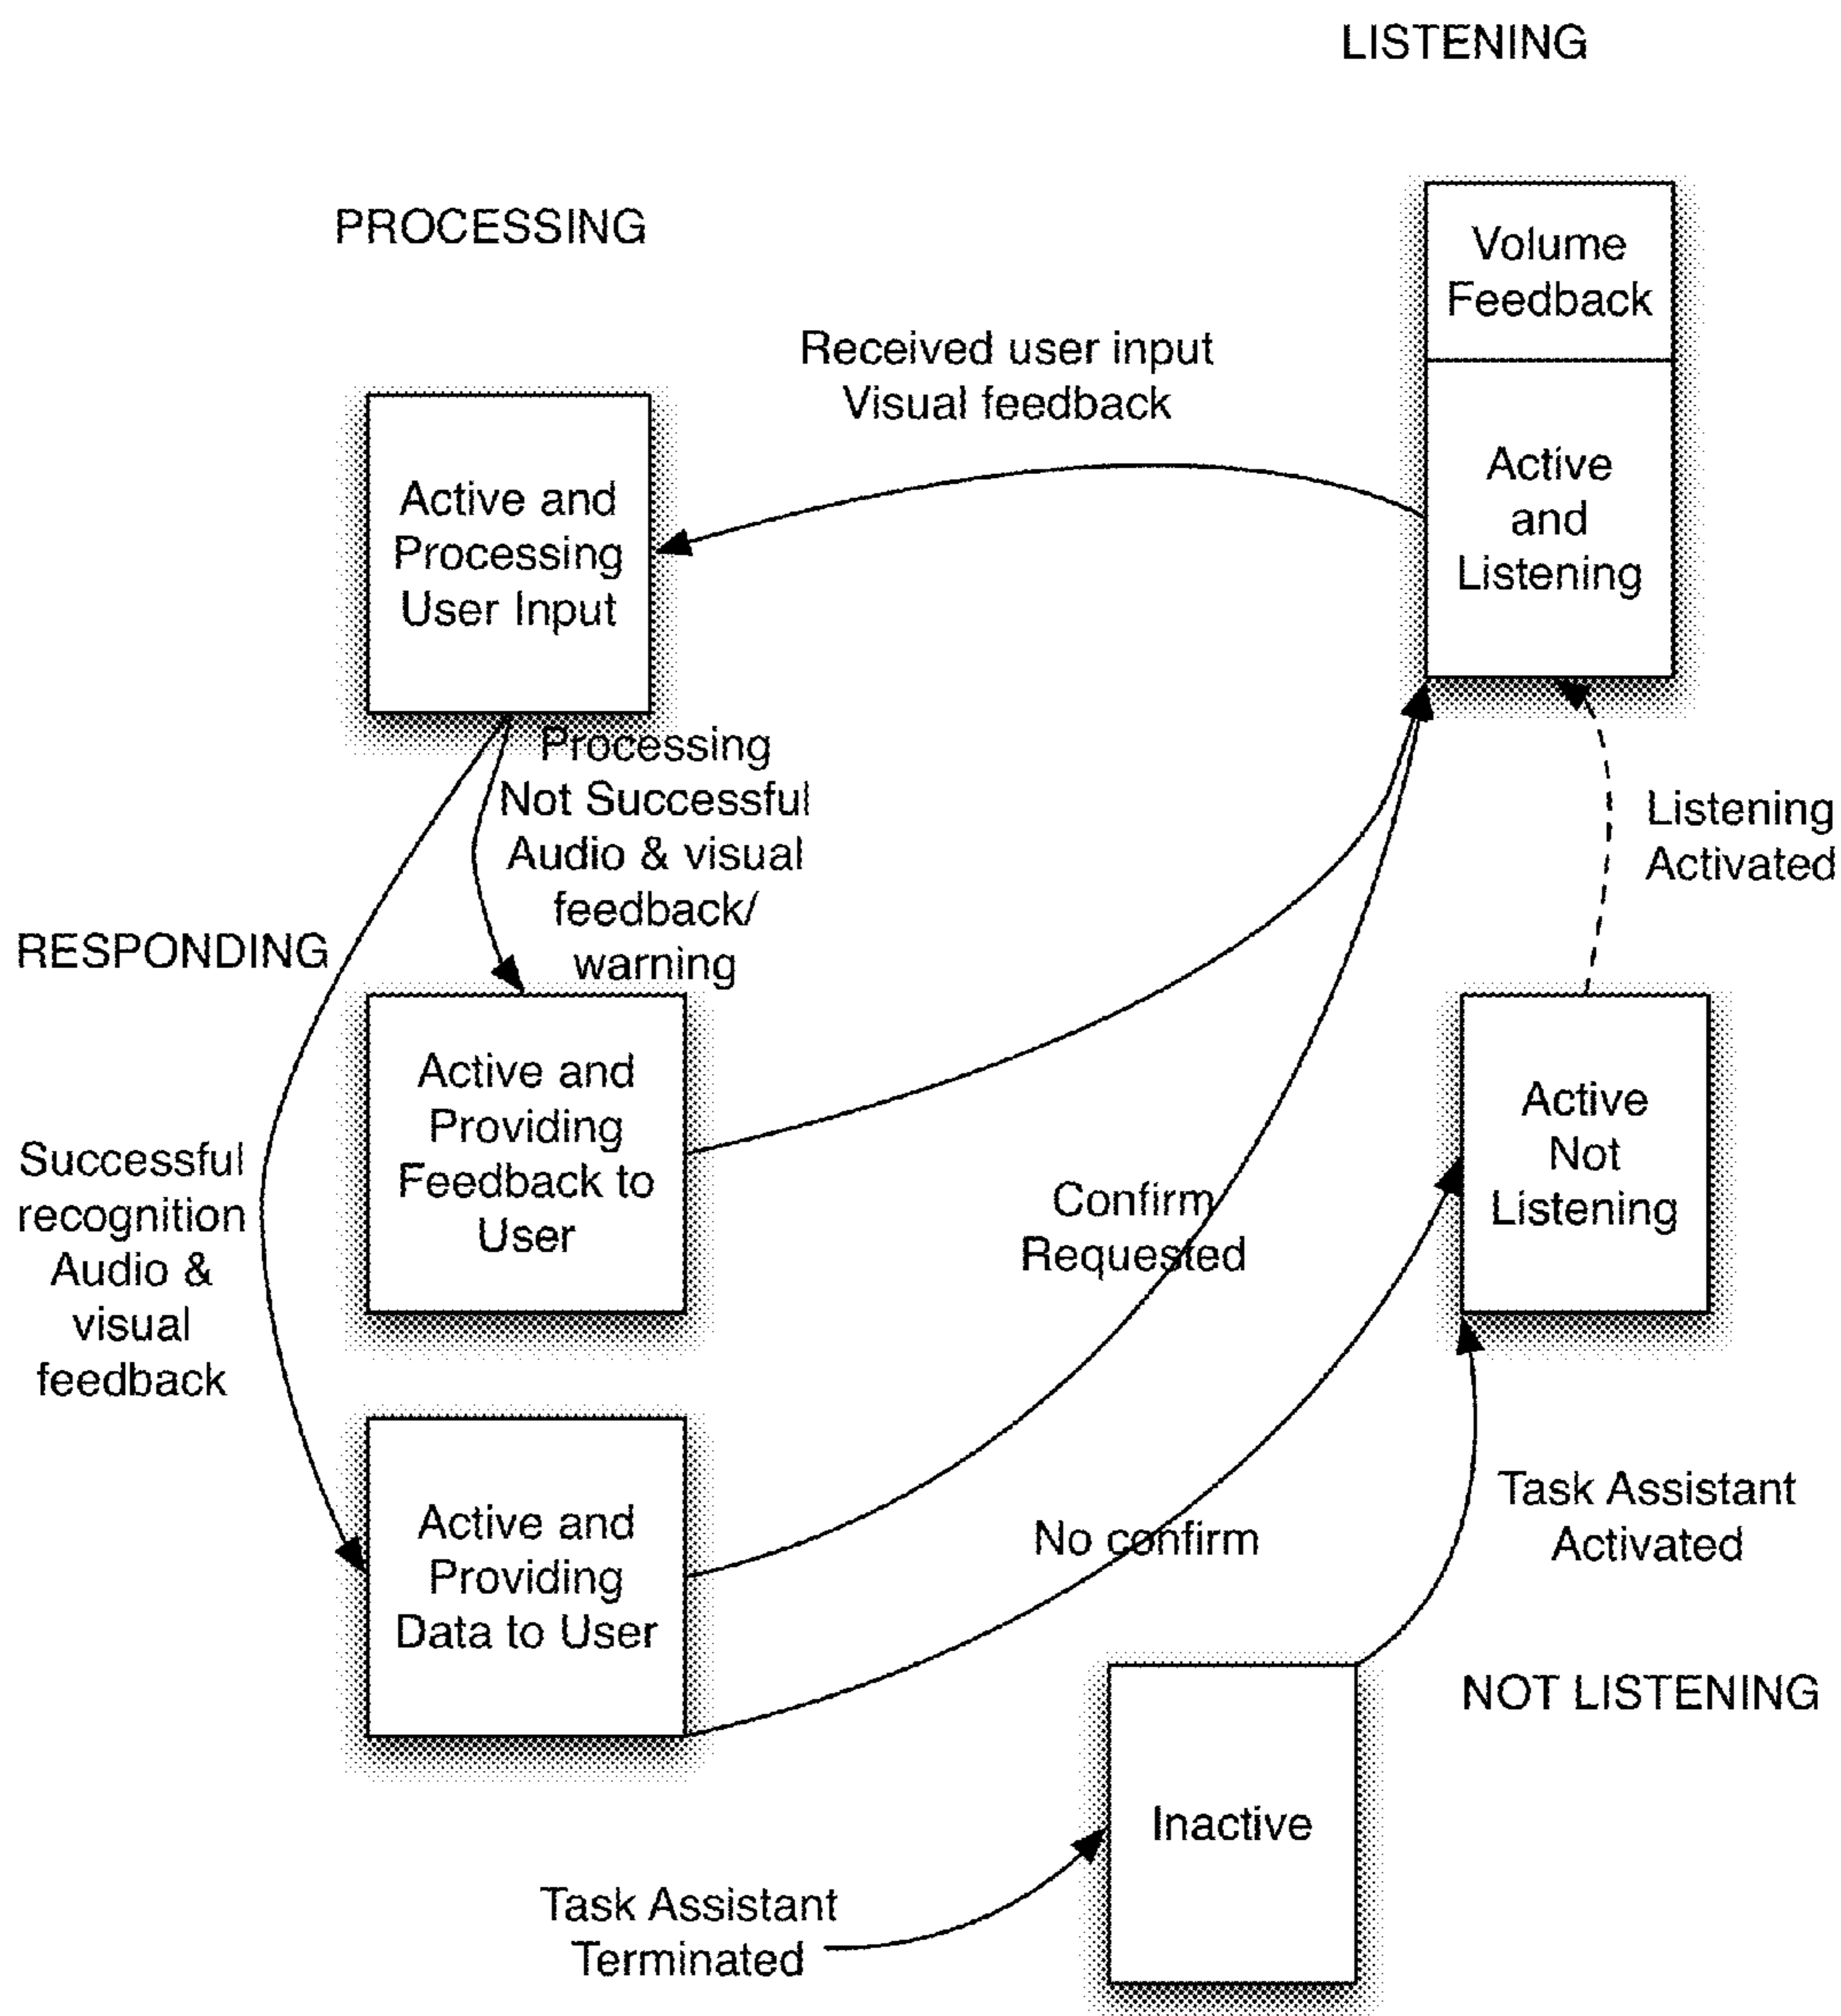 LISTENING
PROCESSING
Volume
Feedback
Received user input
Visual feedback
Active
and
Listening
Active and
Processing
User Input
Processing
Not Successful
Audio & visual
feedback/
warning
Listening
Activated
RESPONDING
Active and
Providing
Feedback to
User
Active
Not
Listening
Successful
recognition
Audio &
visual
feedback
Confirm
Requested
Active and
Providing
Data to User
No confirm
Task Assistant
Activated
NOT LISTENING
Inactive
Task Assistant
Terminated